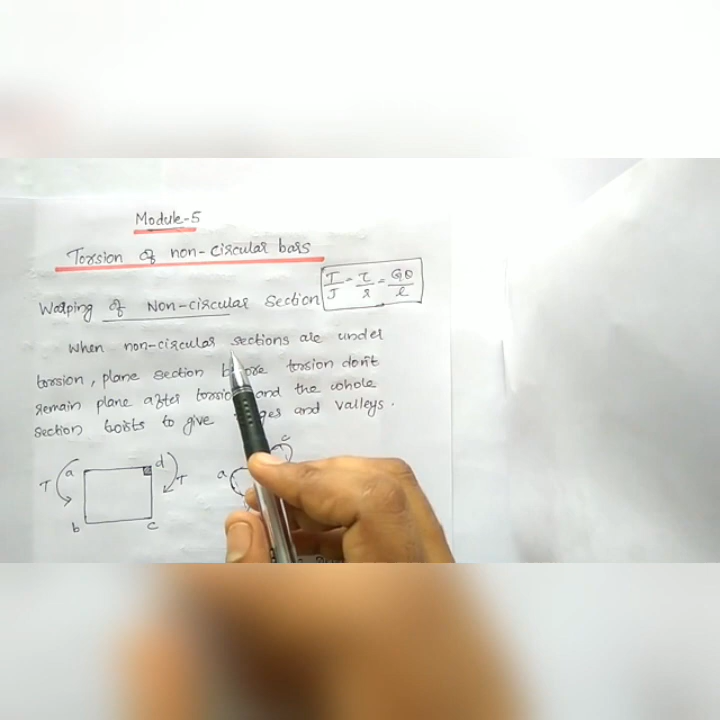 Module-5
Torsion of non-circular bars
Warping of Non-circular Section
T/J = τ/r = Gθ/l
When non-circular sections are under
torsion, plane section before torsion don't
remain plane after torsion and the whole
section twists to give and valleys.
a d c
T T a
b c